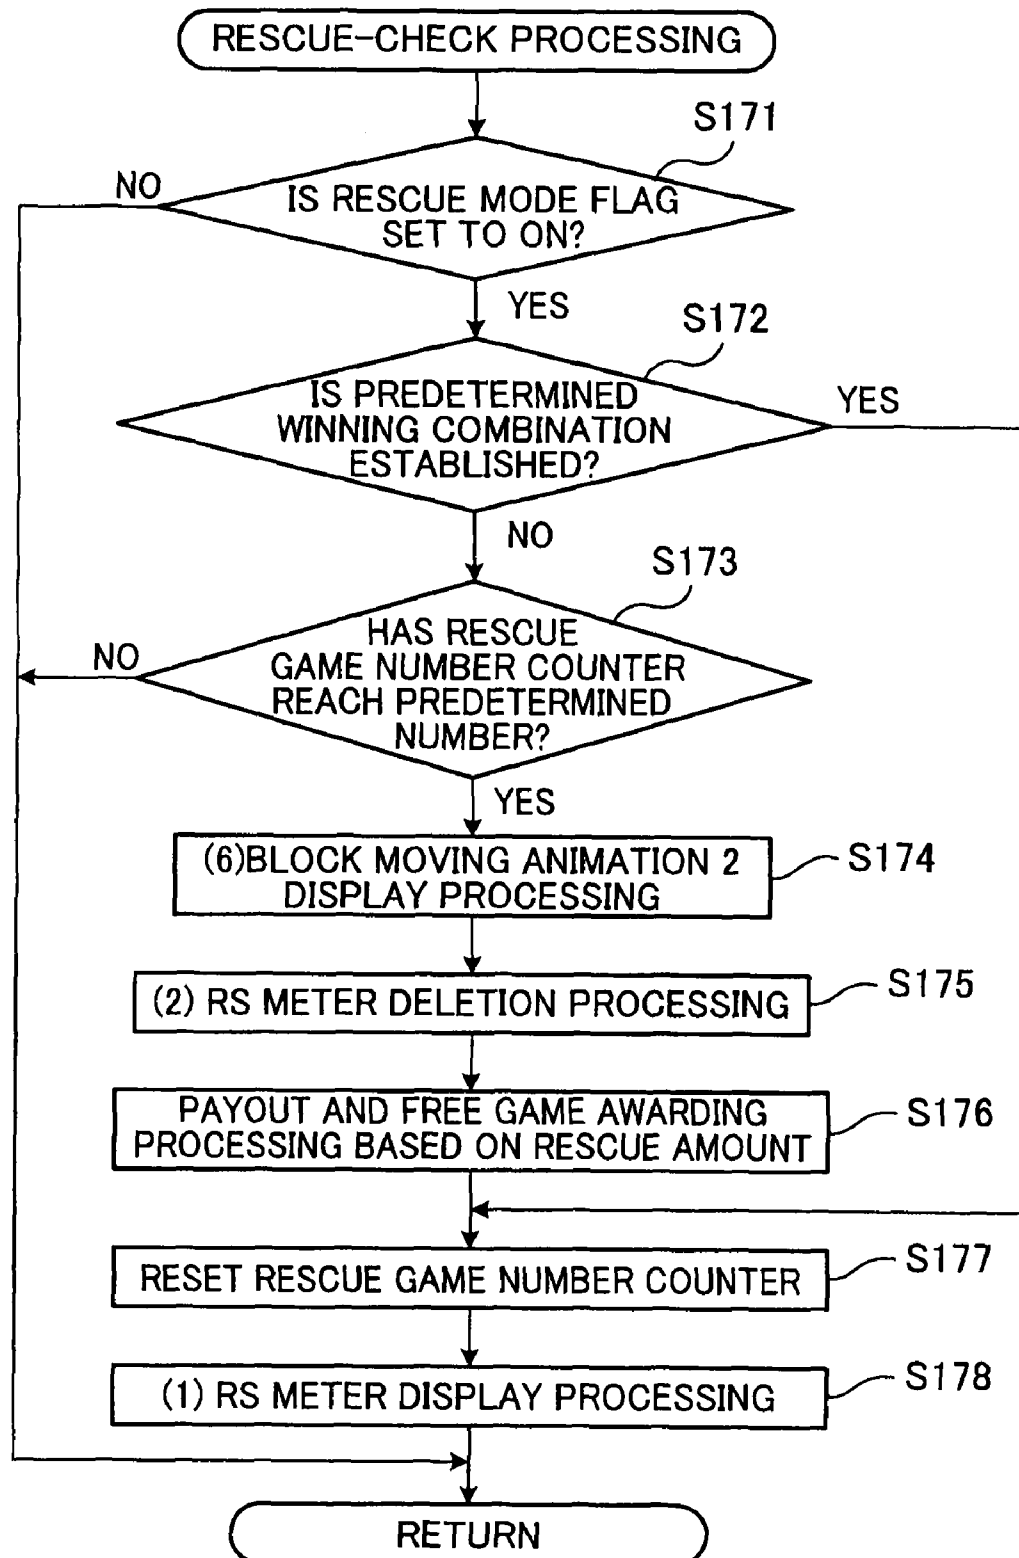 RESCUE-CHECK PROCESSING
S171
NO
IS RESCUE MODE FLAG
SET TO ON?
YES
S172
IS PREDETERMINED
WINNING COMBINATION
ESTABLISHED?
YES
NO
S173
HAS RESCUE
GAME NUMBER COUNTER
REACH PREDETERMINED
NUMBER?
NO
YES
(6)BLOCK MOVING ANIMATION 2
DISPLAY PROCESSING
S174
(2) RS METER DELETION PROCESSING
S175
PAYOUT AND FREE GAME AWARDING
PROCESSING BASED ON RESCUE AMOUNT
S176
RESET RESCUE GAME NUMBER COUNTER
S177
(1) RS METER DISPLAY PROCESSING
S178
RETURN